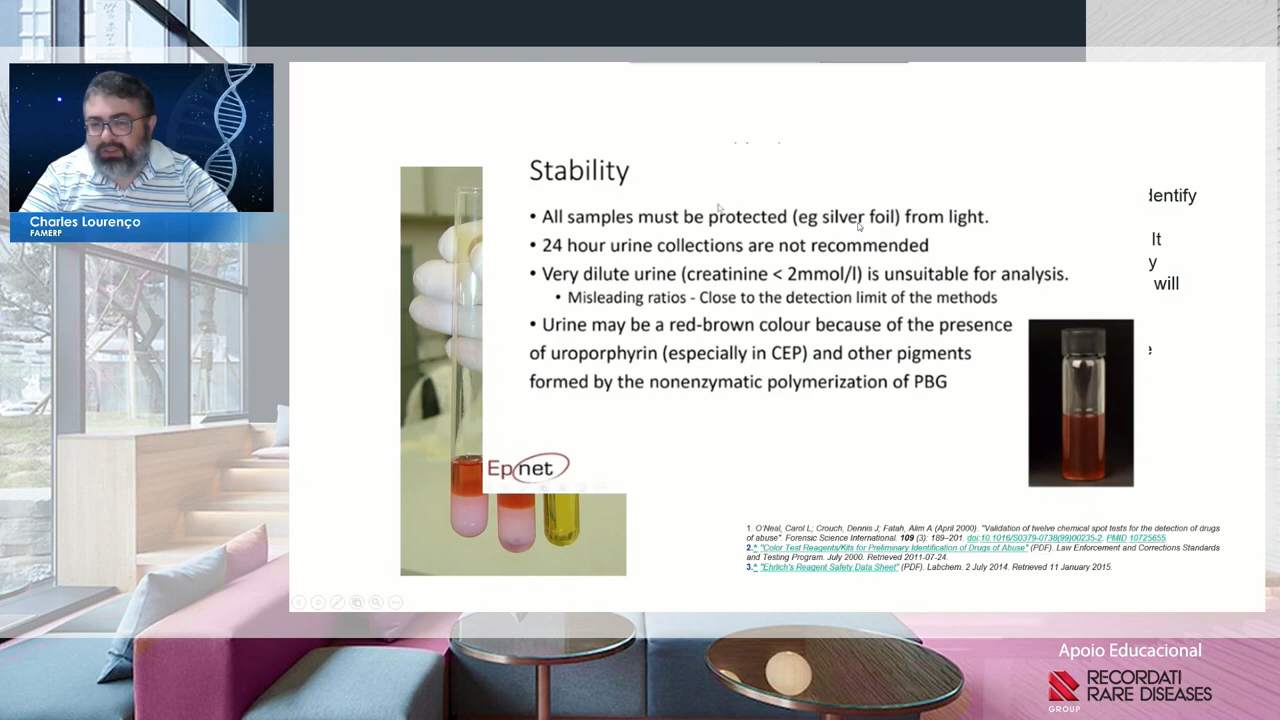 Charles Lourenço
FAMERP
Stability
• All samples must be protected (eg silver foil) from light.
• 24 hour urine collections are not recommended
• Very dilute urine (creatinine < 2mmol/l) is unsuitable for analysis.
• Misleading ratios - Close to the detection limit of the methods
• Urine may be a red-brown colour because of the presence
of uroporphyrin (especially in CEP) and other pigments
formed by the nonenzymatic polymerization of PBG
Epnet
It
y
will
e
1. O'Neal, Carol L; Crouch, Dennis J; Fatah, Alim A (April 2000). "Validation of twelve chemical spot tests for the detection of drugs
of abuse". Forensic Science International. 109 (3): 189–201. doi:10.1016/S0379-0738(99)00235-2. PMID 10725655.
2.^ "Color Test Reagents/Kits for Preliminary Identification of Drugs of Abuse" (PDF). Law Enforcement and Corrections Standards
and Testing Program. July 2000. Retrieved 2011-07-24.
3.^ "Ehrlich's Reagent Safety Data Sheet" (PDF). Labchem. 2 July 2014. Retrieved 11 January 2015.
Apoio Educacional
RECORDATI
RARE DISEASES
GROUP